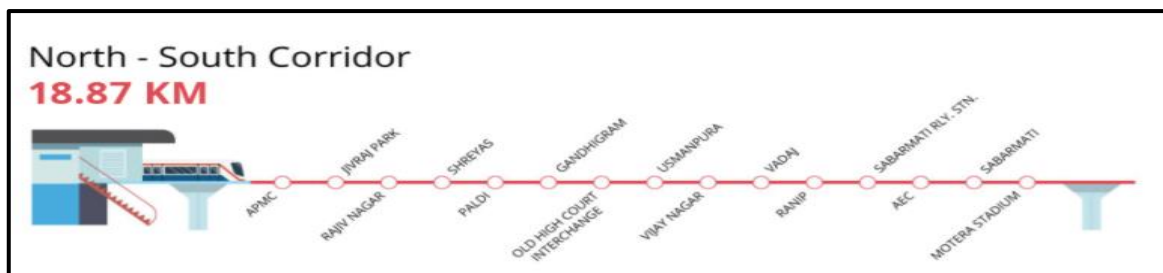 North - South Corridor
18.87 KM
APMC
JIVRAJ PARK
RAJIV NAGAR
SHREYAS
PALDI
GANDHIGRAM
OLD HIGH COURT
INTERCHANGE
USMANPURA
VIJAY NAGAR
VADAJ
RANIP
SABARMATI RLY. STN.
AEC
SABARMATI
MOTERA STADIUM